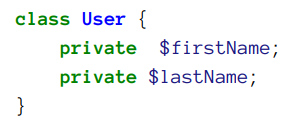 class User {
    private  $firstName;
    private $lastName;
}